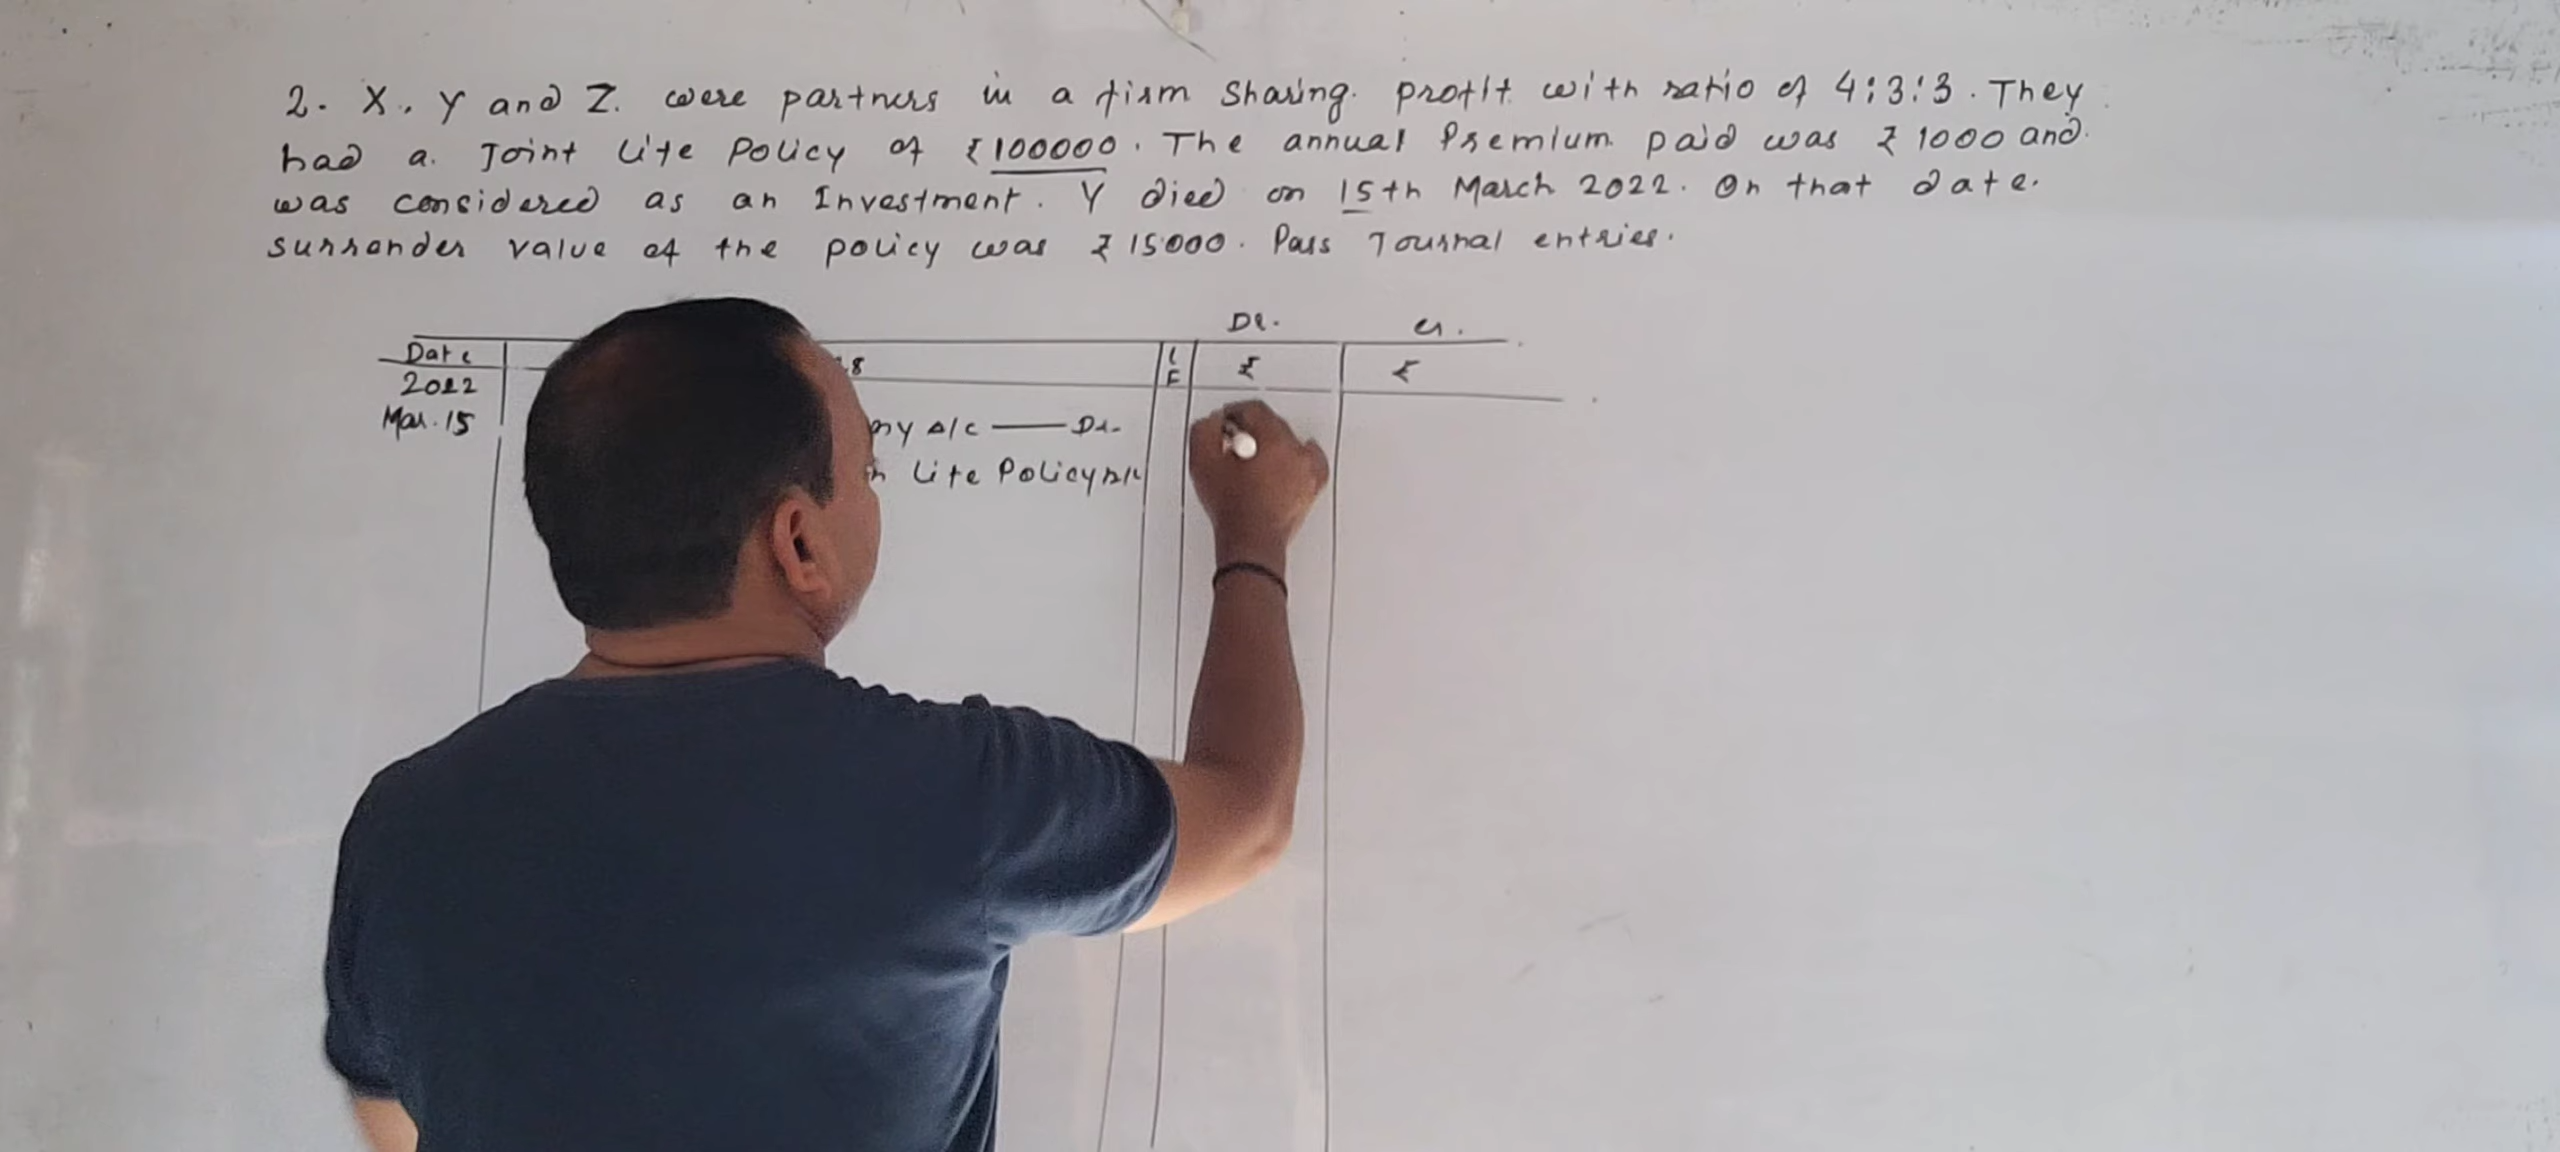 2. X, Y and Z. were partners in a firm sharing profit with ratio of 4:3:3. They
had a Joint Life Policy of ₹100000. The annual Premium paid was ₹1000 and
was considered as an Investment. Y died on 15th March 2022. On that date
surrender value of the policy was ₹15000. Pass Journal entries.
Dr. Cr.
Date L F ₹ ₹
2022
Mar. 15 A/c Dr.
Life Policy A/c